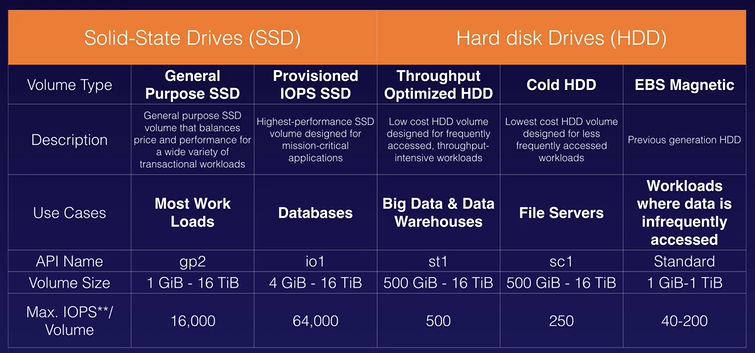 Solid-State Drives (SSD) Hard disk Drives (HDD)
Volume Type General Purpose SSD Provisioned IOPS SSD Throughput Optimized HDD Cold HDD EBS Magnetic
Description General purpose SSD volume that balances price and performance for a wide variety of transactional workloads Highest-performance SSD volume designed for mission-critical applications Low cost HDD volume designed for frequently accessed, throughput-intensive workloads Lowest cost HDD volume designed for less frequently accessed workloads Previous generation HDD
Use Cases Most Work Loads Databases Big Data & Data Warehouses File Servers Workloads where data is infrequently accessed
API Name gp2 io1 st1 sc1 Standard
Volume Size 1 GiB - 16 TiB 4 GiB - 16 TiB 500 GiB - 16 TiB 500 GiB - 16 TiB 1 GiB-1 TiB
Max. IOPS**/ Volume 16,000 64,000 500 250 40-200